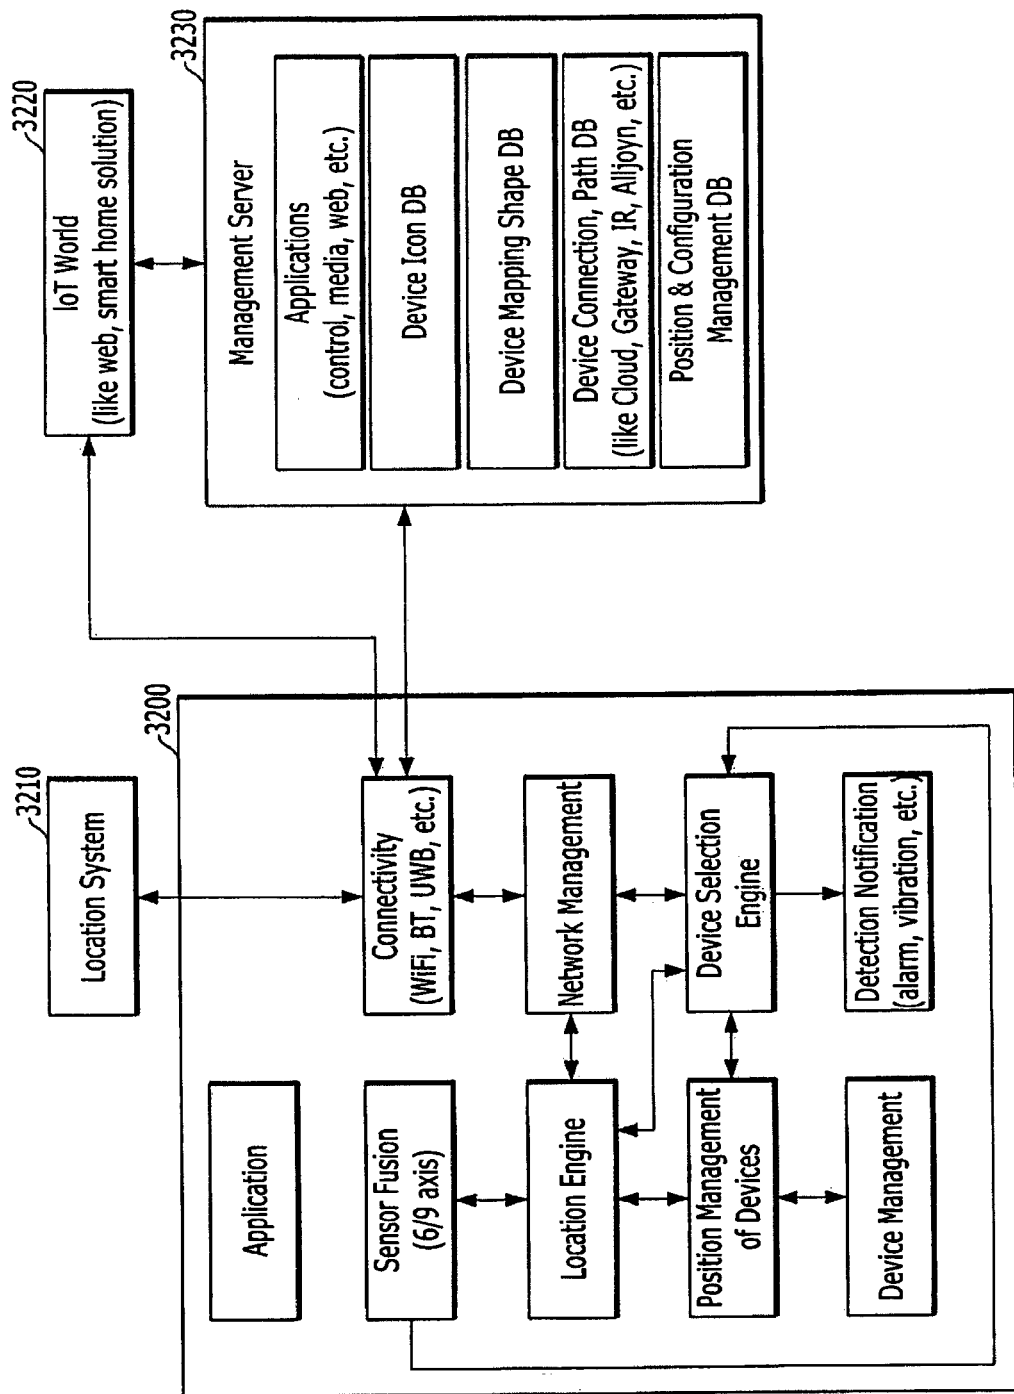 3210
Location System
3220
IoT World
(like web, smart home solution)
3200
Application
Sensor Fusion
(6/9 axis)
Connectivity
(WiFi, BT, UWB, etc.)
Location Engine
Network Management
Position Management
of Devices
Device Selection
Engine
Device Management
Detection Notification
(alarm, vibration, etc.)
3230
Management Server
Applications
(control, media, web, etc.)
Device Icon DB
Device Mapping Shape DB
Device Connection, Path DB
(like Cloud, Gateway, IR, Alljoyn, etc.)
Position & Configuration
Management DB